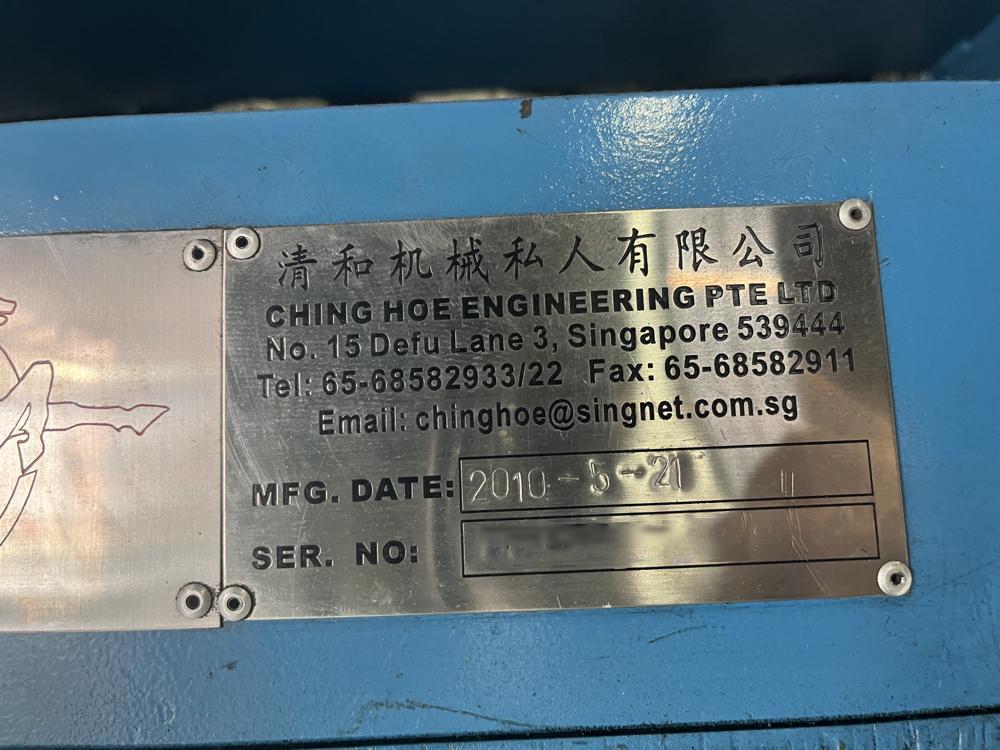 清和机械私人有限公司
CHING HOE ENGINEERING PTE LTD
No. 15 Defu Lane 3, Singapore 539444
Tel: 65-68582933/22 Fax: 65-68582911
Email: chinghoe@singnet.com.sg
MFG. DATE: 2010-5-21
SER. NO: